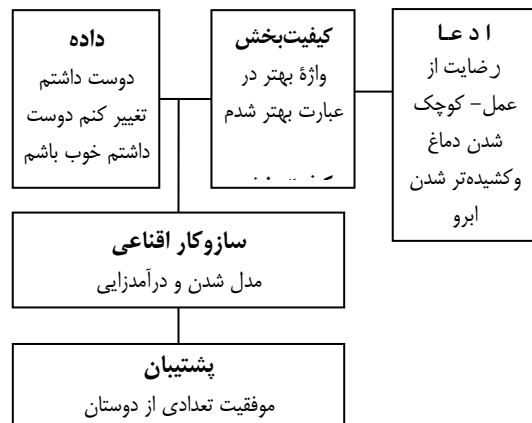 ا د عـا
رضایت از
عمل– کوچک
شدن دماغ
وکشیده‌تر شدن
ابرو
کیفیت‌بخش
واژۀ بهتر در
عبارت بهتر شدم
داده
دوست داشتم
تغییر کنم دوست
داشتم خوب باشم
سازوکار اقناعی
مدل شدن و درآمدزایی
پشتیبان
موفقیت تعدادی از دوستان